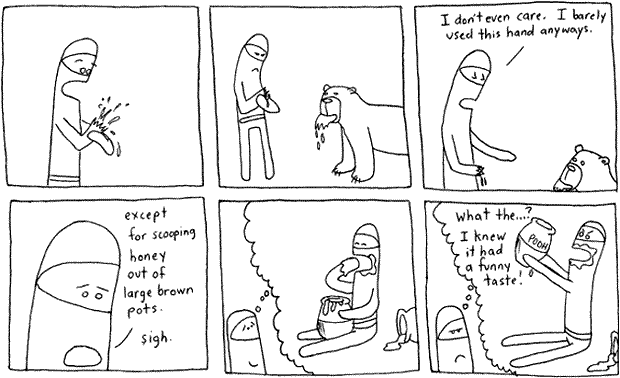 I don't even care. I barely
used this hand anyways.
except
for scooping
honey
out of
large brown
pots.
sigh.
What the...?
I knew
it had
a funny
taste!
POOH